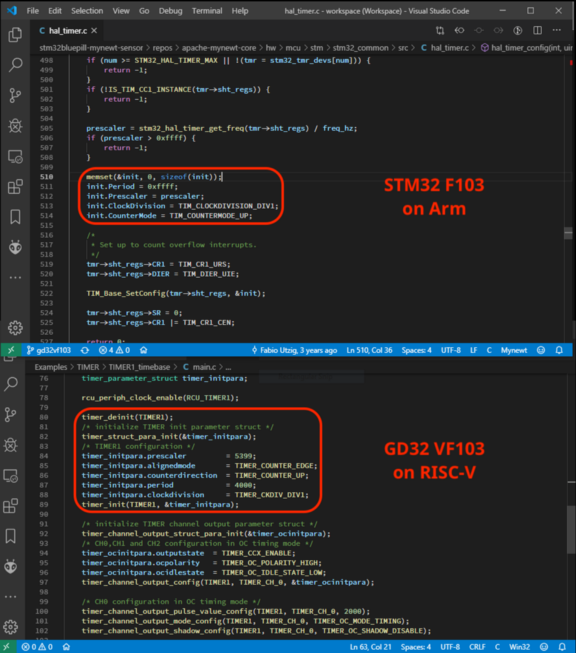 File Edit Selection View Go Debug Terminal Help
hal_timer.c - workspace (Workspace) - Visual Studio Code
hal_timer.c
stm32bluepill-mynewt-sensor > repos > apache-mynewt-core > hw > mcu > stm > stm32_common > src > hal_timer.c > hal_timer_config(int, uin
498 if (num >= STM32_HAL_TIMER_MAX || !(tmr = stm32_tmr_devs[num])) {
500 return -1;
501 }
502 if (!IS_TIM_CC1_INSTANCE(tmr->sht_regs)) {
502 return -1;
503 }
504
505 prescaler = stm32_hal_timer_get_freq(tmr->sht_regs) / freq_hz;
506 if (prescaler > 0xffff) {
507 return -1;
508 }
509
510 memset(&init, 0, sizeof(init));
511 init.Period = 0xffff;
512 init.Prescaler = prescaler;
513 init.ClockDivision = TIM_CLOCKDIVISION_DIV1;
514 init.CounterMode = TIM_COUNTERMODE_UP;
STM32 F103
on Arm
516 /*
517 * Set up to count overflow interrupts.
518 */
519 tmr->sht_regs->CR1 = TIM_CR1_URS;
520 tmr->sht_regs->DIER = TIM_DIER_UIE;
522 TIM_Base_SetConfig(tmr->sht_regs, &init);
524 tmr->sht_regs->SR = 0;
525 tmr->sht_regs->CR1 |= TIM_CR1_CEN;
527 return 0;
gd32vf103 4 0 Fabio Utzig, 3 years ago Ln 510, Col 36 Spaces: 4 UTF-8 LF C Mynewt
Examples > TIMER > TIMER1_timebase > main.c > ...
76 timer_parameter_struct timer_initpara;
77
78 rcu_periph_clock_enable(RCU_TIMER1);
79
80 timer_deinit(TIMER1);
81 /* initialize TIMER init parameter struct */
82 timer_struct_para_init(&timer_initpara);
83 /* TIMER1 configuration */
84 timer_initpara.prescaler = 5399;
85 timer_initpara.alignedmode = TIMER_COUNTER_EDGE;
86 timer_initpara.counterdirection = TIMER_COUNTER_UP;
87 timer_initpara.period = 4000;
88 timer_initpara.clockdivision = TIMER_CKDIV_DIV1;
89 timer_init(TIMER1, &timer_initpara);
GD32 VF103
on RISC-V
91 /* initialize TIMER channel output parameter struct */
92 timer_channel_output_struct_para_init(&timer_ocinitpara);
93 /* CH0,CH1 and CH2 configuration in OC timing mode */
94 timer_ocinitpara.outputstate = TIMER_CCX_ENABLE;
95 timer_ocinitpara.ocpolarity = TIMER_OC_POLARITY_HIGH;
96 timer_ocinitpara.ocidlestate = TIMER_OC_IDLE_STATE_LOW;
97 timer_channel_output_config(TIMER1, TIMER_CH_0, &timer_ocinitpara);
98
99 /* CH0 configuration in OC timing mode */
100 timer_channel_output_pulse_value_config(TIMER1, TIMER_CH_0, 2000);
101 timer_channel_output_mode_config(TIMER1, TIMER_CH_0, TIMER_OC_MODE_TIMING);
102 timer_channel_output_shadow_config(TIMER1, TIMER_CH_0, TIMER_OC_SHADOW_DISABLE);
0 0 Ln 63, Col 21 Spaces: 4 UTF-8 CRLF C Win32